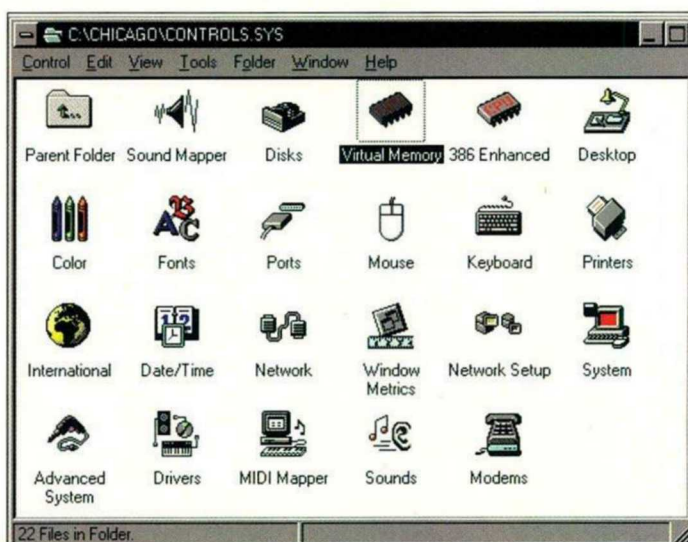 C:\CHICAGO\CONTROLS.SYS
Control Edit View Tools Folder Window Help
Parent Folder Sound Mapper Disks Virtual Memory 386 Enhanced Desktop
CPU
Color Fonts Ports Mouse Keyboard Printers
International Date/Time Network Window Metrics Network Setup System
Advanced System Drivers MIDI Mapper Sounds Modems
22 Files in Folder.